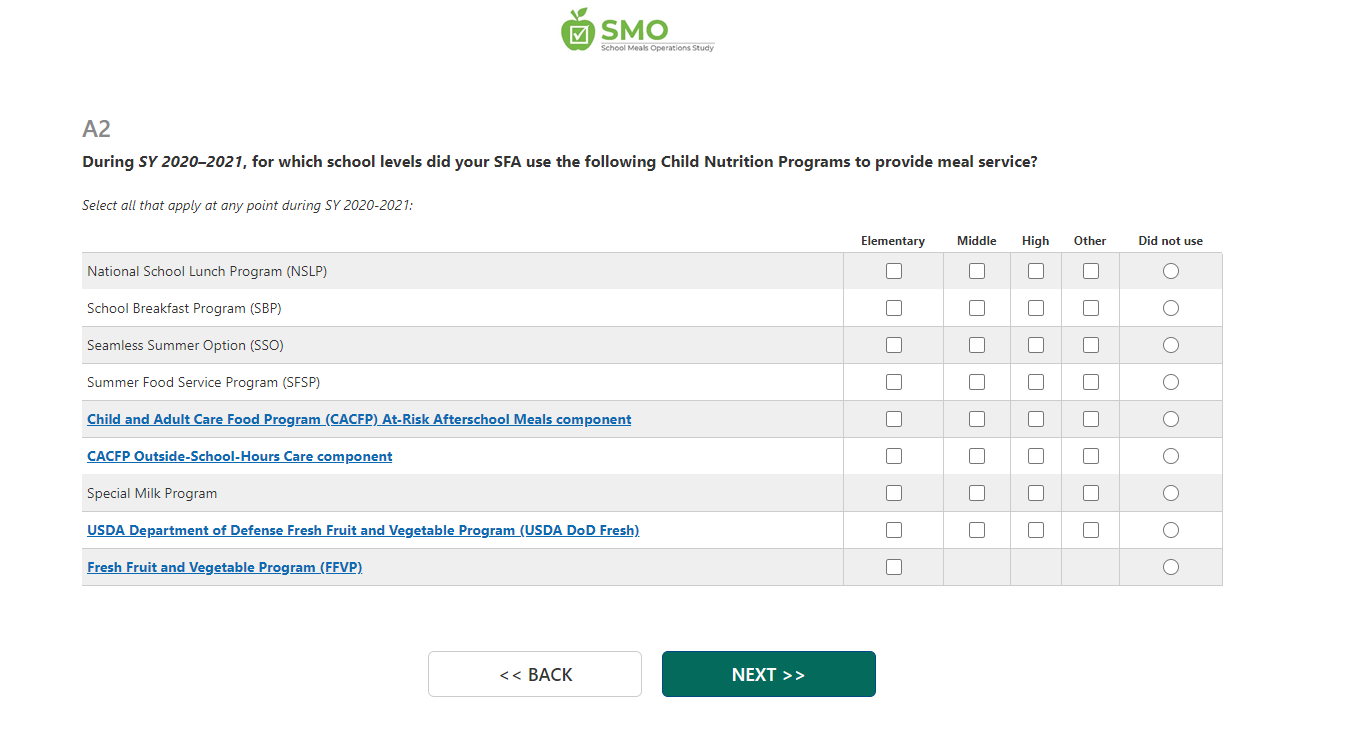 SMO
School Meals Operations Study
A2
During SY 2020–2021, for which school levels did your SFA use the following Child Nutrition Programs to provide meal service?
Select all that apply at any point during SY 2020-2021:
Elementary Middle High Other Did not use
National School Lunch Program (NSLP)
School Breakfast Program (SBP)
Seamless Summer Option (SSO)
Summer Food Service Program (SFSP)
Child and Adult Care Food Program (CACFP) At-Risk Afterschool Meals component
CACFP Outside-School-Hours Care component
Special Milk Program
USDA Department of Defense Fresh Fruit and Vegetable Program (USDA DoD Fresh)
Fresh Fruit and Vegetable Program (FFVP)
<< BACK NEXT >>